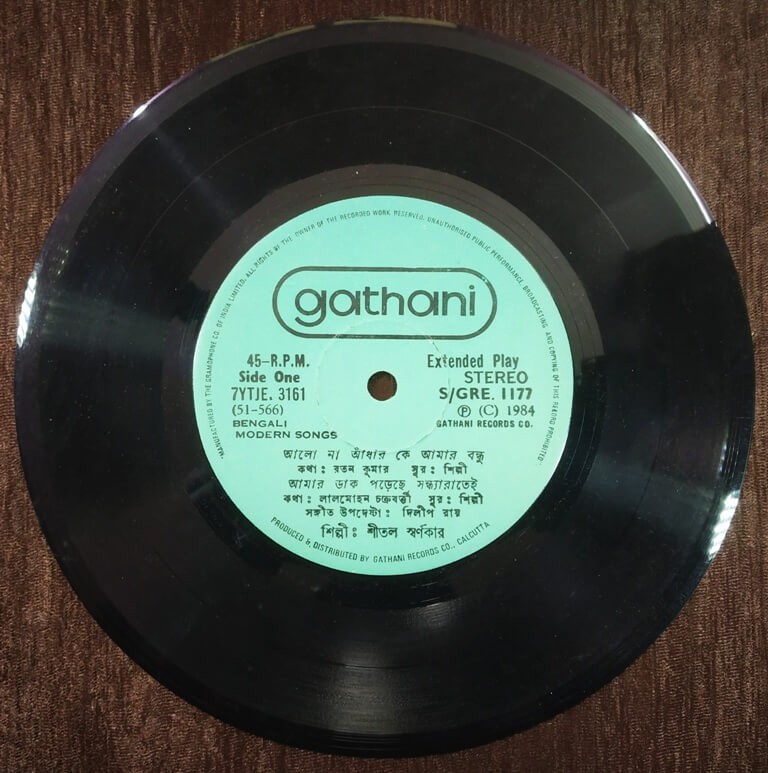 "MANUFACTURED BY THE GRAMOPHONE CO. OF INDIA LIMITED. ALL RIGHTS OF THE OWNER OF THE RECORDED WORK RESERVED. UNAUTHORISED PUBLIC PERFORMANCE, BROADCASTING AND COPYING OF THIS RECORD PROHIBITED"
gathani
45-R.P.M. Extended Play
Side One STEREO
7YTJE. 3161 S/GRE. 1177
(51-566) Ⓟ (C) 1984
BENGALI GATHANI RECORDS CO.
MODERN SONGS
আলো না আঁধার কে আমার বন্ধু
কথা: রতন কুমার সুর: শিল্পী
আমার ডাক পড়েছে সন্ধ্যারাতেই
কথা: লালমোহন চক্রবর্ত্তী সুর: শিল্পী
সঙ্গীত উপদেষ্টা: দিলীপ রায়
শিল্পী: শীতল স্বর্ণকার
PRODUCED & DISTRIBUTED BY GATHANI RECORDS CO., CALCUTTA